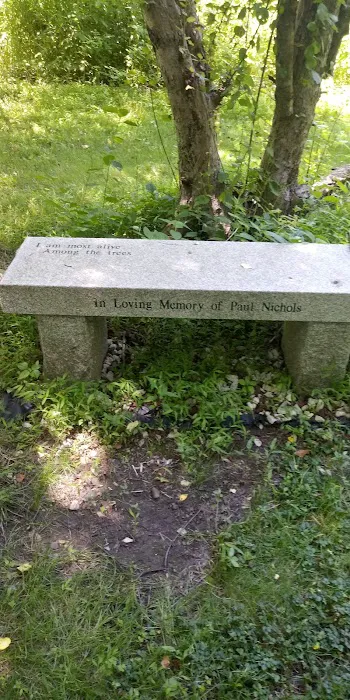 I am most alive
Among the trees
in Loving Memory of Paul Nichols